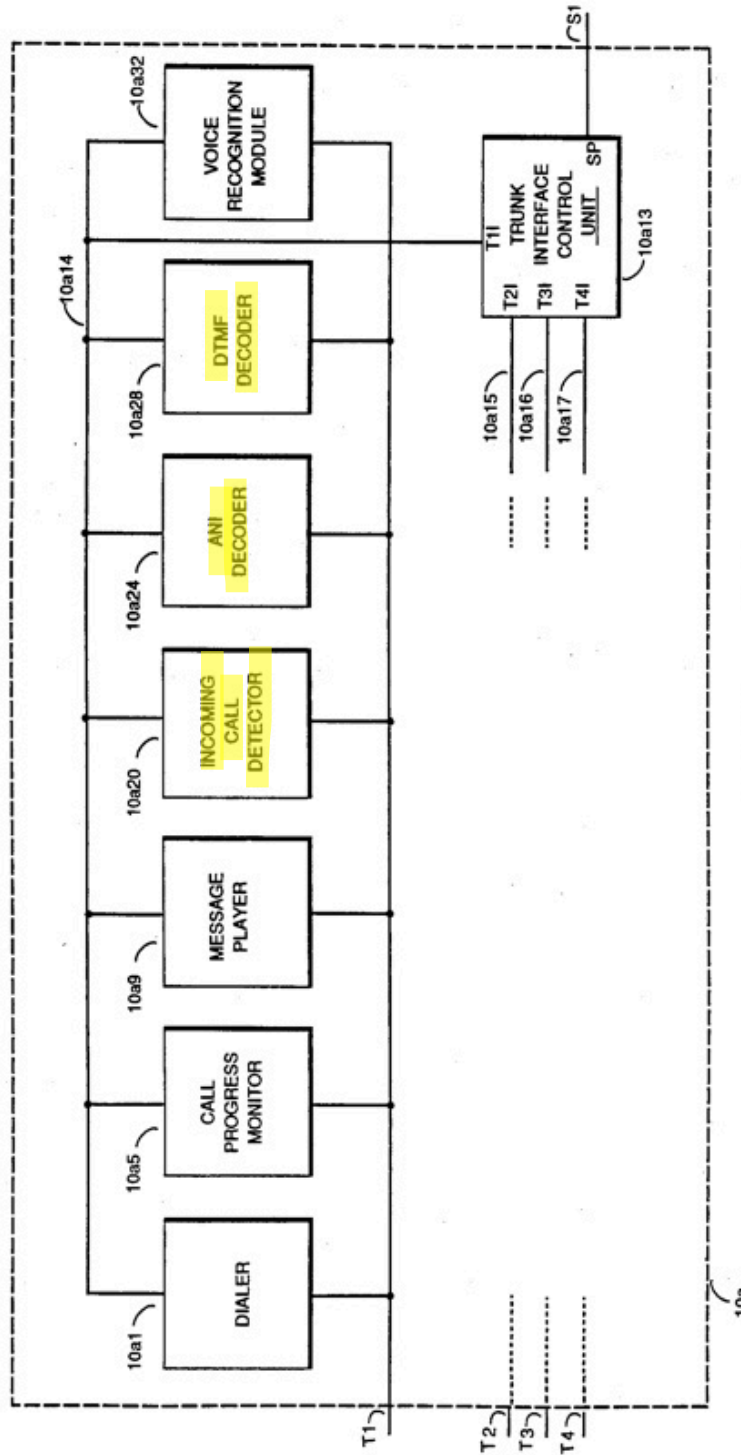 10a14
10a1
DIALER
10a5
CALL
PROGRESS
MONITOR
10a9
MESSAGE
PLAYER
10a20
INCOMING
CALL
DETECTOR
10a24
ANI
DECODER
10a28
DTMF
DECODER
10a32
VOICE
RECOGNITION
MODULE
T1
T2
T3
T4
10a15
10a16
10a17
T1I
T2I
T3I
T4I
TRUNK
INTERFACE
CONTROL
UNIT
SP
S1
10a13
10a